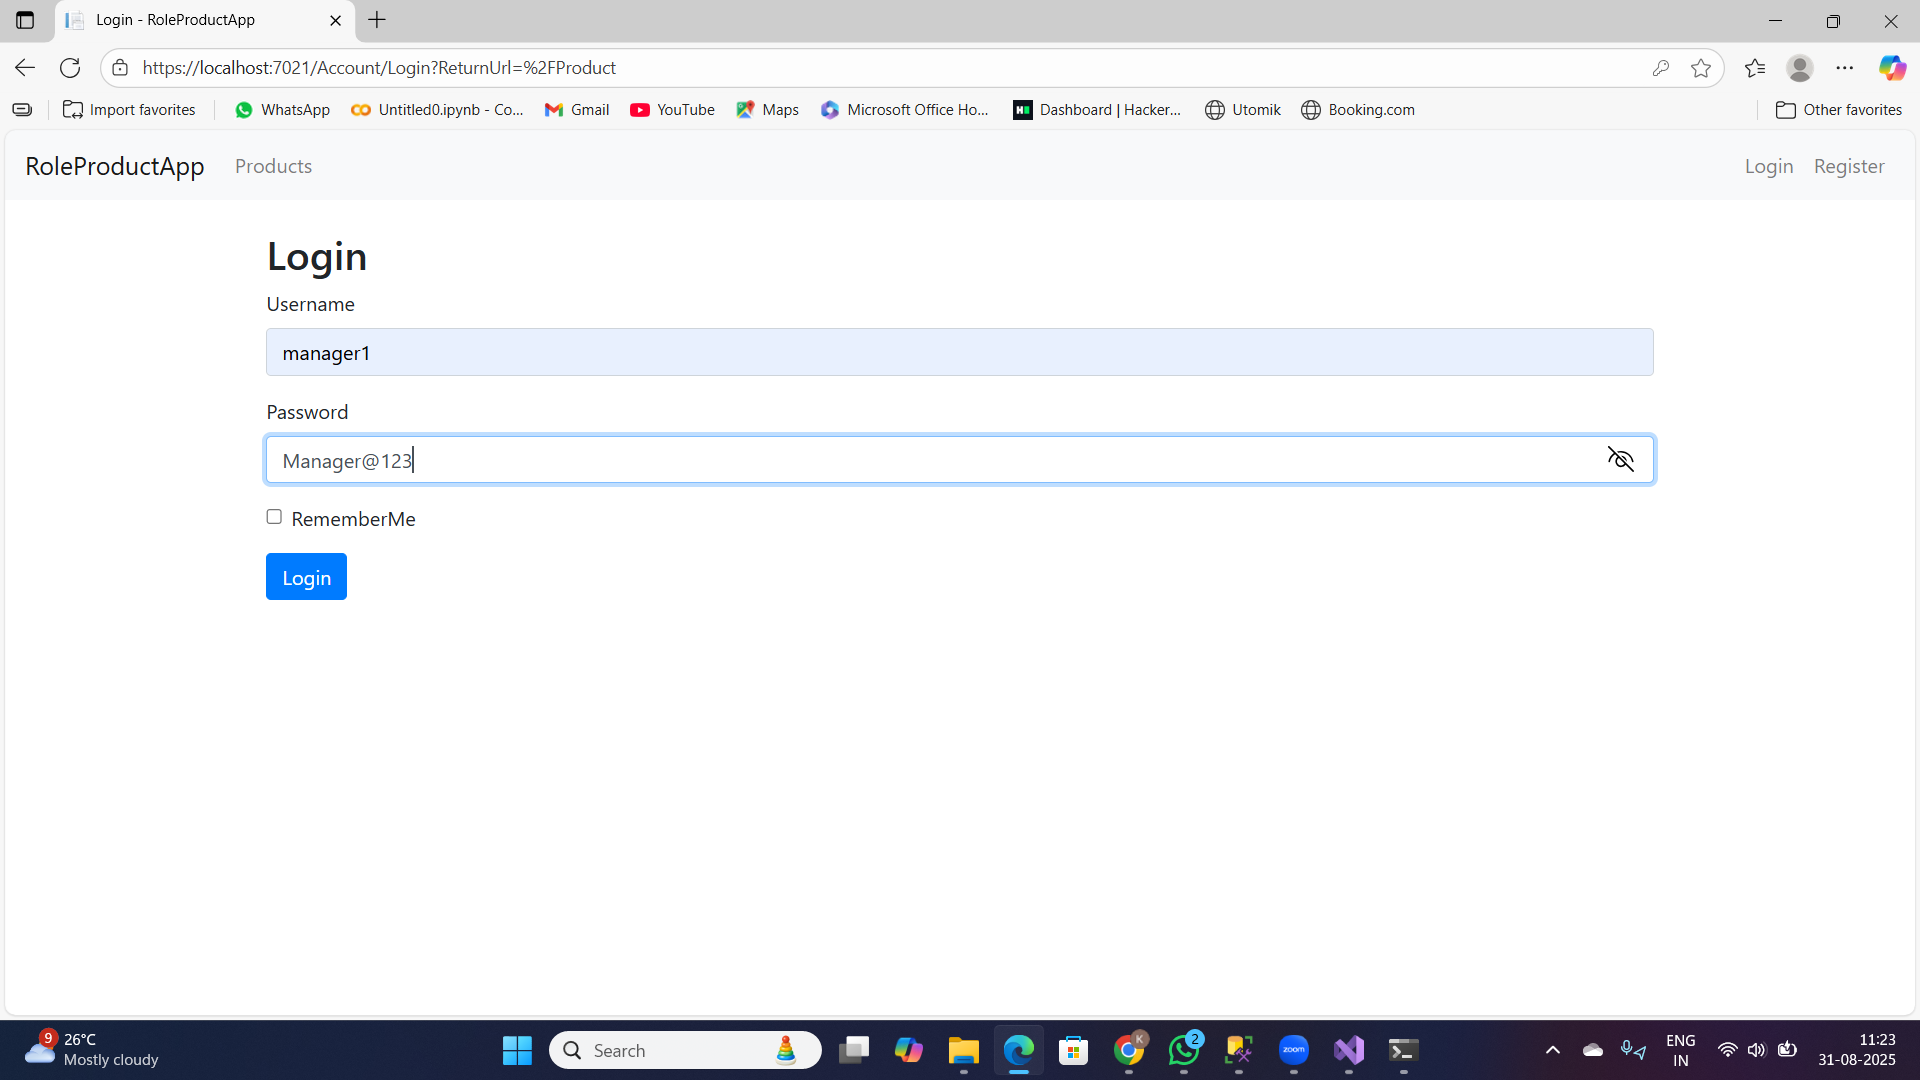 Login - RoleProductApp
https://localhost:7021/Account/Login?ReturnUrl=%2FProduct
Import favorites
WhatsApp
Untitled0.ipynb - Co...
Gmail
YouTube
Maps
Microsoft Office Ho...
Dashboard | Hacker...
Utomik
Booking.com
Other favorites
RoleProductApp
Products
Login
Register
Login
Username
manager1
Password
Manager@123
RememberMe
Login
9
26°C
Mostly cloudy
Search
K
2
zoom
ENG
IN
11:23
31-08-2025